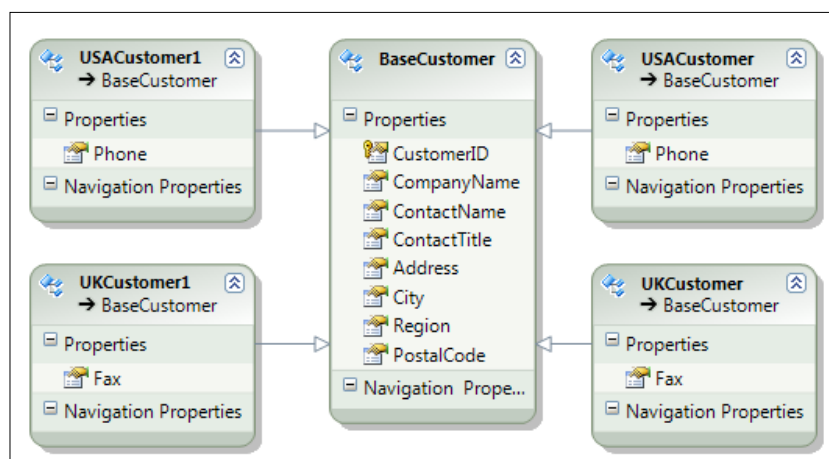 USACustomer1
➔ BaseCustomer
Properties
Phone
Navigation Properties
UKCustomer1
➔ BaseCustomer
Properties
Fax
Navigation Properties
BaseCustomer
Properties
CustomerID
CompanyName
ContactName
ContactTitle
Address
City
Region
PostalCode
Navigation Prope...
USACustomer
➔ BaseCustomer
Properties
Phone
Navigation Properties
UKCustomer
➔ BaseCustomer
Properties
Fax
Navigation Properties